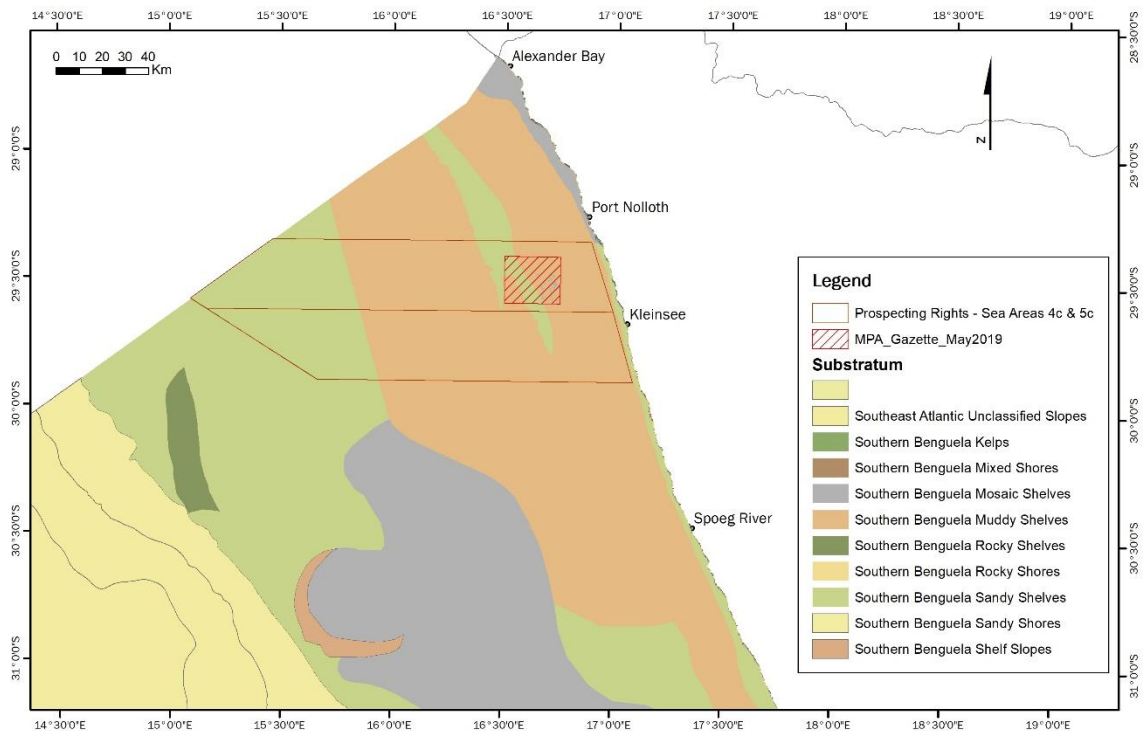 14°30'0"E 15°0'0"E 15°30'0"E 16°0'0"E 16°30'0"E 17°0'0"E 17°30'0"E 18°0'0"E 18°30'0"E 19°0'0"E
28°30'0"S
0 10 20 30 40
Km
Alexander Bay
N
29°0'0"S 29°0'0"S
Port Nolloth
29°30'0"S 29°30'0"S
Kleinsee
30°0'0"S 30°0'0"S
Spoeg River
30°30'0"S 30°30'0"S
31°0'0"S 31°0'0"S
Legend
Prospecting Rights - Sea Areas 4c & 5c
MPA_Gazette_May2019
Substratum
Southeast Atlantic Unclassified Slopes
Southern Benguela Kelps
Southern Benguela Mixed Shores
Southern Benguela Mosaic Shelves
Southern Benguela Muddy Shelves
Southern Benguela Rocky Shelves
Southern Benguela Rocky Shores
Southern Benguela Sandy Shelves
Southern Benguela Sandy Shores
Southern Benguela Shelf Slopes
14°30'0"E 15°0'0"E 15°30'0"E 16°0'0"E 16°30'0"E 17°0'0"E 17°30'0"E 18°0'0"E 18°30'0"E 19°0'0"E